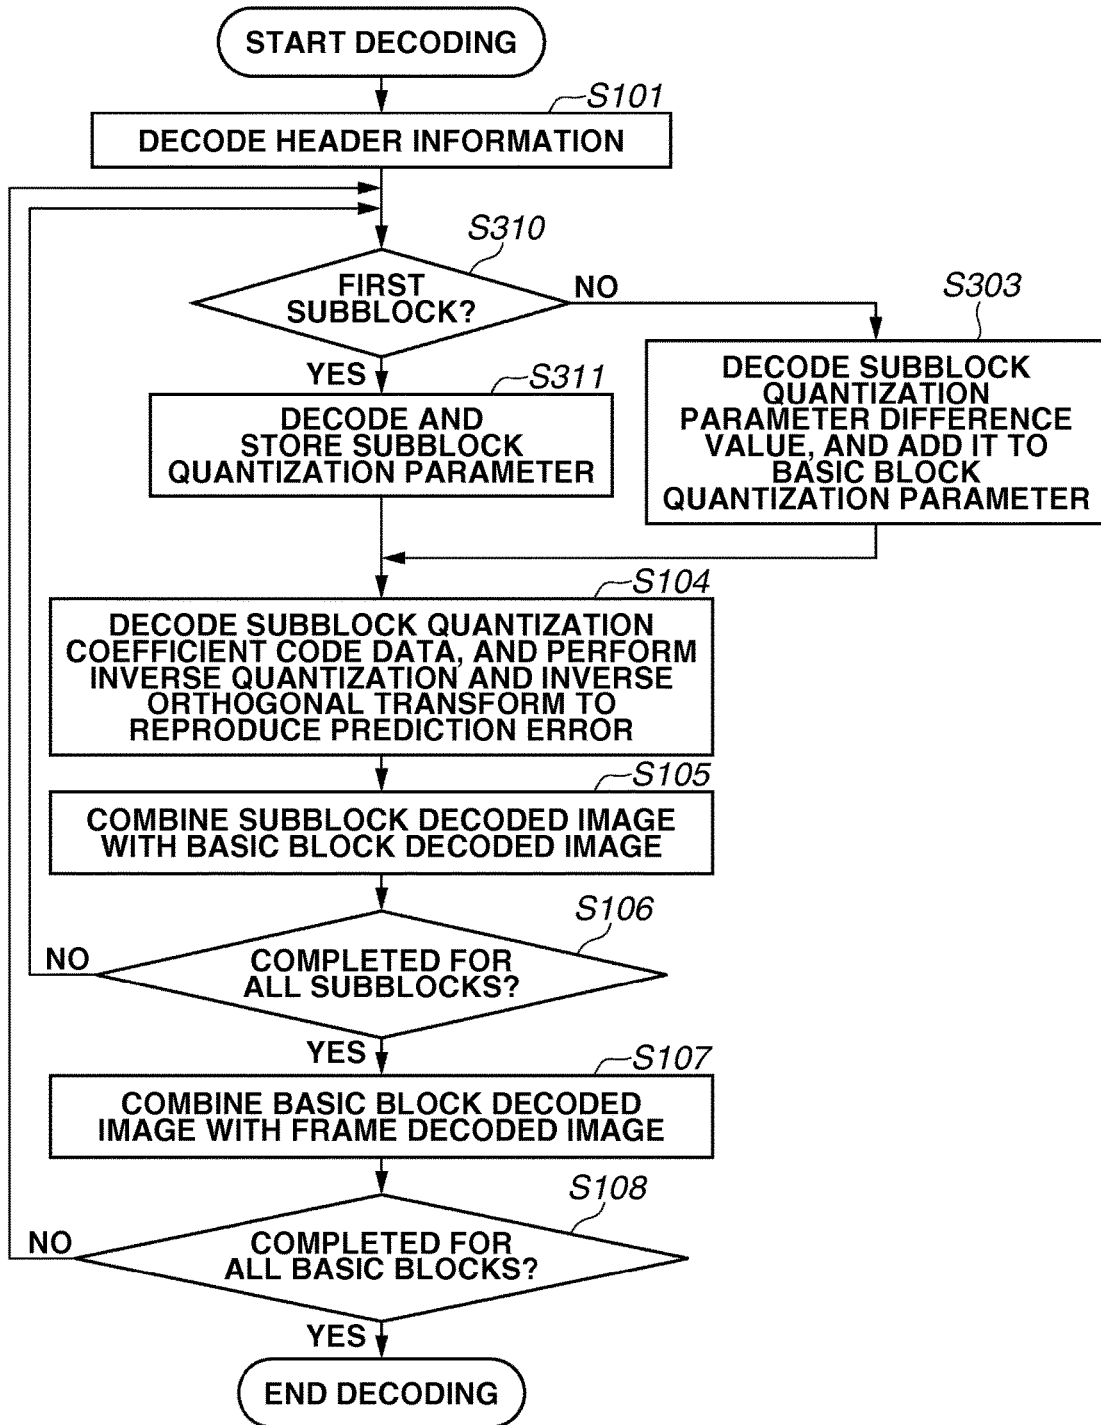 START DECODING
S101
DECODE HEADER INFORMATION
S310
FIRST
SUBBLOCK?
NO
YES
S303
DECODE SUBBLOCK
QUANTIZATION
PARAMETER DIFFERENCE
VALUE, AND ADD IT TO
BASIC BLOCK
QUANTIZATION PARAMETER
S311
DECODE AND
STORE SUBBLOCK
QUANTIZATION PARAMETER
S104
DECODE SUBBLOCK QUANTIZATION
COEFFICIENT CODE DATA, AND PERFORM
INVERSE QUANTIZATION AND INVERSE
ORTHOGONAL TRANSFORM TO
REPRODUCE PREDICTION ERROR
S105
COMBINE SUBBLOCK DECODED IMAGE
WITH BASIC BLOCK DECODED IMAGE
S106
NO
COMPLETED FOR
ALL SUBBLOCKS?
YES
S107
COMBINE BASIC BLOCK DECODED
IMAGE WITH FRAME DECODED IMAGE
S108
NO
COMPLETED FOR
ALL BASIC BLOCKS?
YES
END DECODING